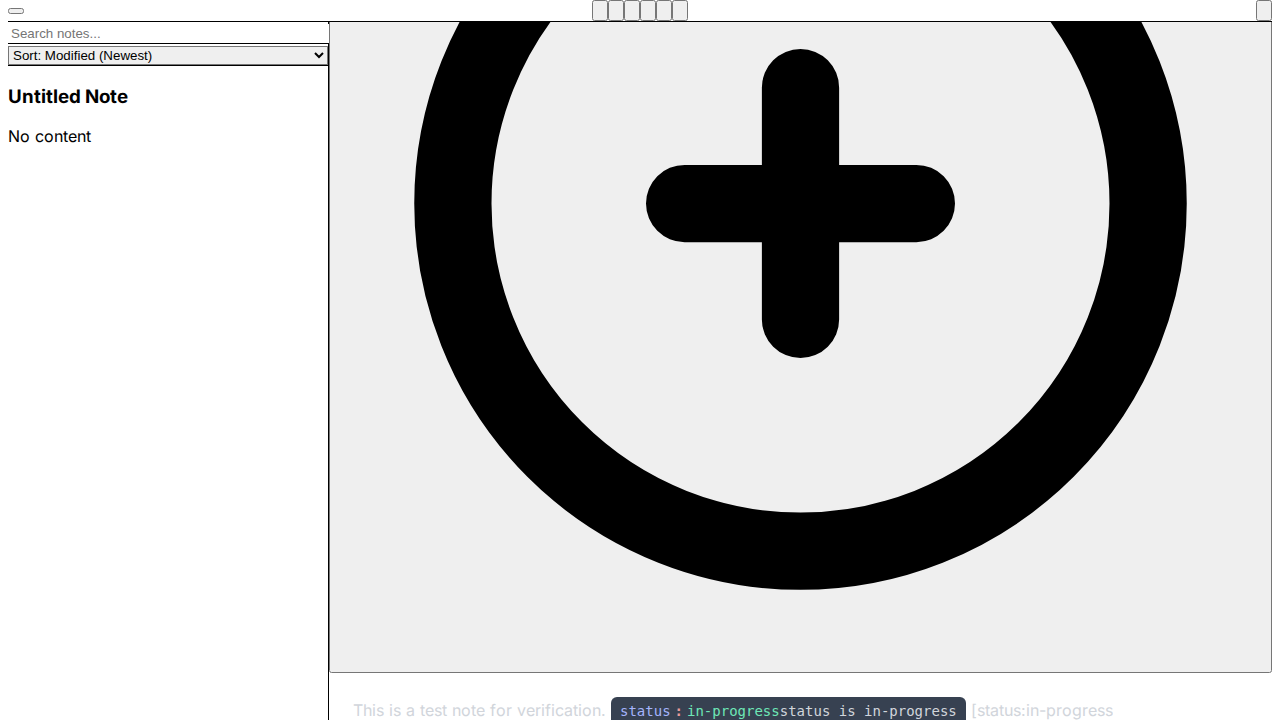 Search notes...
Sort: Modified (Newest)
Untitled Note
No content
This is a test note for verification. status:in-progressstatus is in-progress [status:in-progress